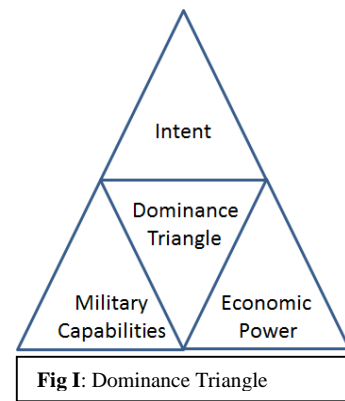 Intent
Dominance
Triangle
Military
Capabilities
Economic
Power
Fig I: Dominance Triangle